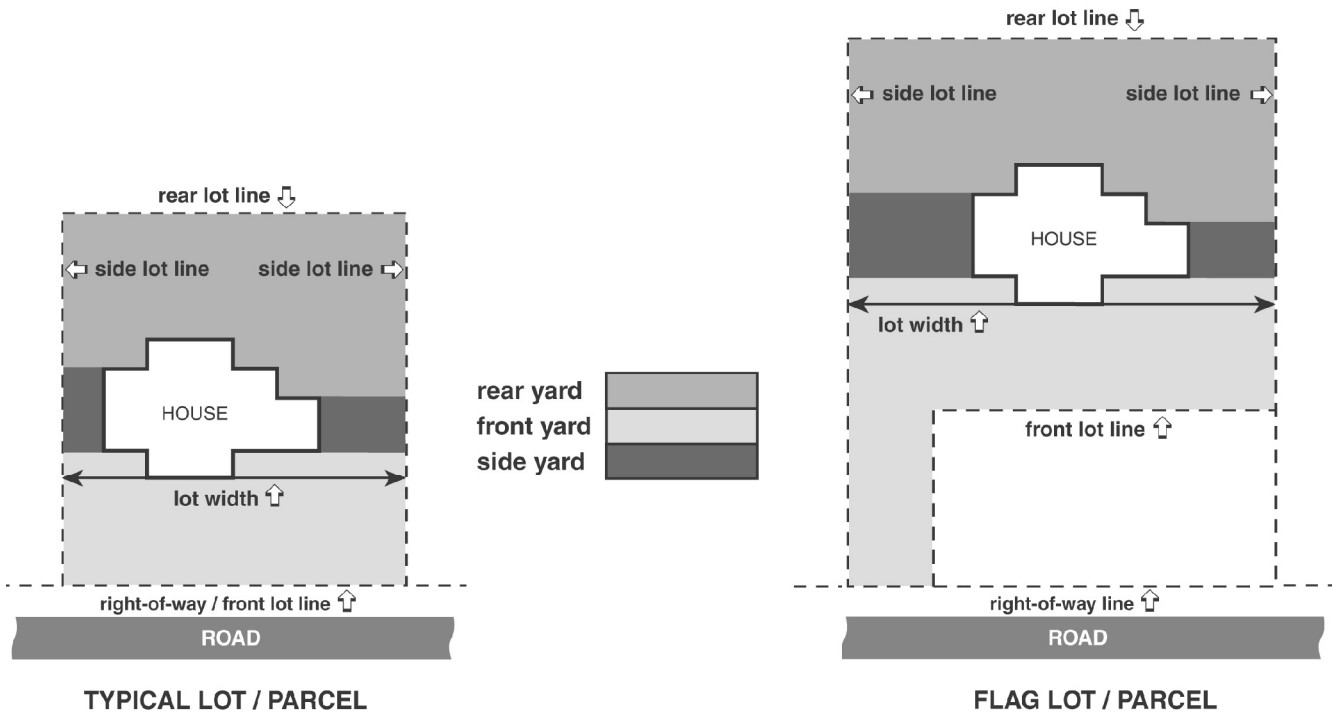 rear lot line
side lot line side lot line
HOUSE
lot width
right-of-way / front lot line
ROAD
TYPICAL LOT / PARCEL
rear yard
front yard
side yard
rear lot line
side lot line side lot line
HOUSE
lot width
front lot line
right-of-way line
ROAD
FLAG LOT / PARCEL